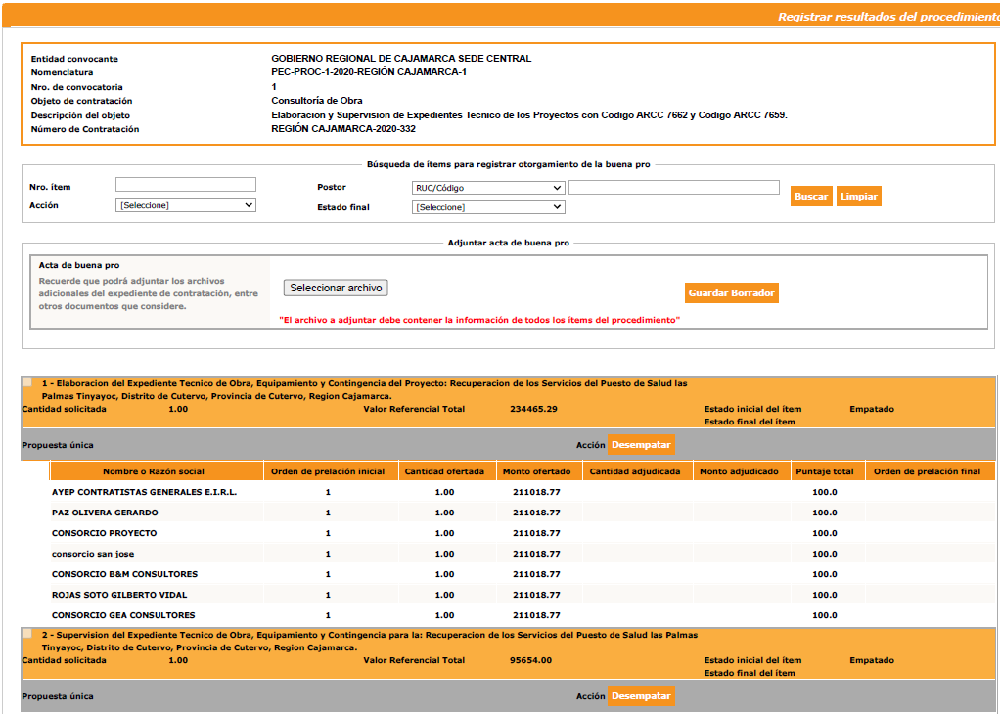 Registrar resultados del procedimiento
Entidad convocante GOBIERNO REGIONAL DE CAJAMARCA SEDE CENTRAL
Nomenclatura PEC-PROC-1-2020-REGIÓN CAJAMARCA-1
Nro. de convocatoria 1
Objeto de contratación Consultoría de Obra
Descripción del objeto Elaboracion y Supervision de Expedientes Tecnico de los Proyectos con Codigo ARCC 7662 y Codigo ARCC 7659.
Número de Contratación REGIÓN CAJAMARCA-2020-332
Búsqueda de ítems para registrar otorgamiento de la buena pro
Nro. ítem Postor RUC/Código
Buscar Limpiar
Acción [Seleccione] Estado final [Seleccione]
Adjuntar acta de buena pro
Acta de buena pro
Recuerde que podrá adjuntar los archivos
adicionales del expediente de contratación, entre
otros documentos que considere.
Seleccionar archivo
Guardar Borrador
"El archivo a adjuntar debe contener la información de todos los ítems del procedimiento"
1 - Elaboracion del Expediente Tecnico de Obra, Equipamiento y Contingencia del Proyecto: Recuperacion de los Servicios del Puesto de Salud las
Palmas Tinyayoc, Distrito de Cutervo, Provincia de Cutervo, Region Cajamarca.
Cantidad solicitada 1.00 Valor Referencial Total 234465.29 Estado inicial del ítem Empatado
Estado final del ítem
Propuesta única Acción Desempatar
Nombre o Razón social Orden de prelación inicial Cantidad ofertada Monto ofertado Cantidad adjudicada Monto adjudicado Puntaje total Orden de prelación final
AYEP CONTRATISTAS GENERALES E.I.R.L. 1 1.00 211018.77 100.0
PAZ OLIVERA GERARDO 1 1.00 211018.77 100.0
CONSORCIO PROYECTO 1 1.00 211018.77 100.0
consorcio san jose 1 1.00 211018.77 100.0
CONSORCIO B&M CONSULTORES 1 1.00 211018.77 100.0
ROJAS SOTO GILBERTO VIDAL 1 1.00 211018.77 100.0
CONSORCIO GEA CONSULTORES 1 1.00 211018.77 100.0
2 - Supervision del Expediente Tecnico de Obra, Equipamiento y Contingencia para la: Recuperacion de los Servicios del Puesto de Salud las Palmas
Tinyayoc, Distrito de Cutervo, Provincia de Cutervo, Region Cajamarca.
Cantidad solicitada 1.00 Valor Referencial Total 95654.00 Estado inicial del ítem Empatado
Estado final del ítem
Propuesta única Acción Desempatar